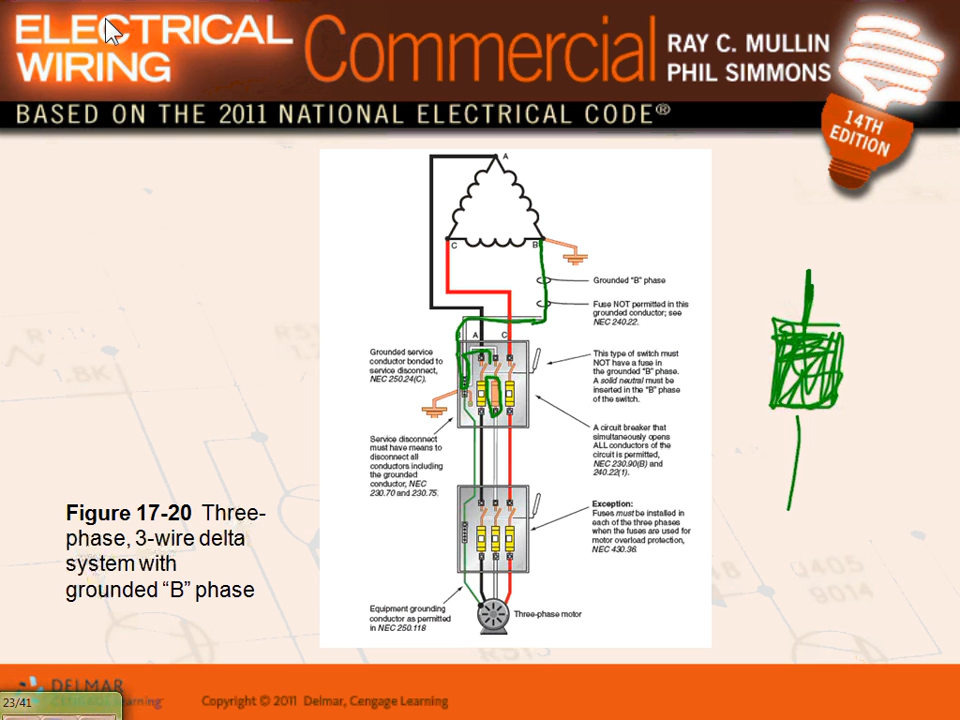 ELECTRICAL
WIRING
Commercial
RAY C. MULLIN
PHIL SIMMONS
BASED ON THE 2011 NATIONAL ELECTRICAL CODE®
14TH
EDITION
A
C
B
Grounded "B" phase
Fuse NOT permitted in this
grounded conductor; see
NEC 240.22.
A
C
Grounded service
conductor bonded to
service disconnect,
NEC 250.24(C).
This type of switch must
NOT have a fuse in
the grounded "B" phase.
A solid neutral must be
inserted in the "B" phase
of the switch.
A circuit breaker that
simultaneously opens
ALL conductors of the
circuit is permitted,
NEC 230.90(B) and
240.22(1).
Service disconnect
must have means to
disconnect all
conductors including
the grounded
conductor, NEC
230.70 and 230.75.
Exception:
Fuses must be installed in
each of the three phases
when the fuses are used for
motor overload protection,
NEC 430.36.
Figure 17-20 Three-
phase, 3-wire delta
system with
grounded “B” phase
Equipment grounding
conductor as permitted
in NEC 250.118
Three-phase motor
DELMAR
Learning
23/41
Copyright © 2011 Delmar, Cengage Learning